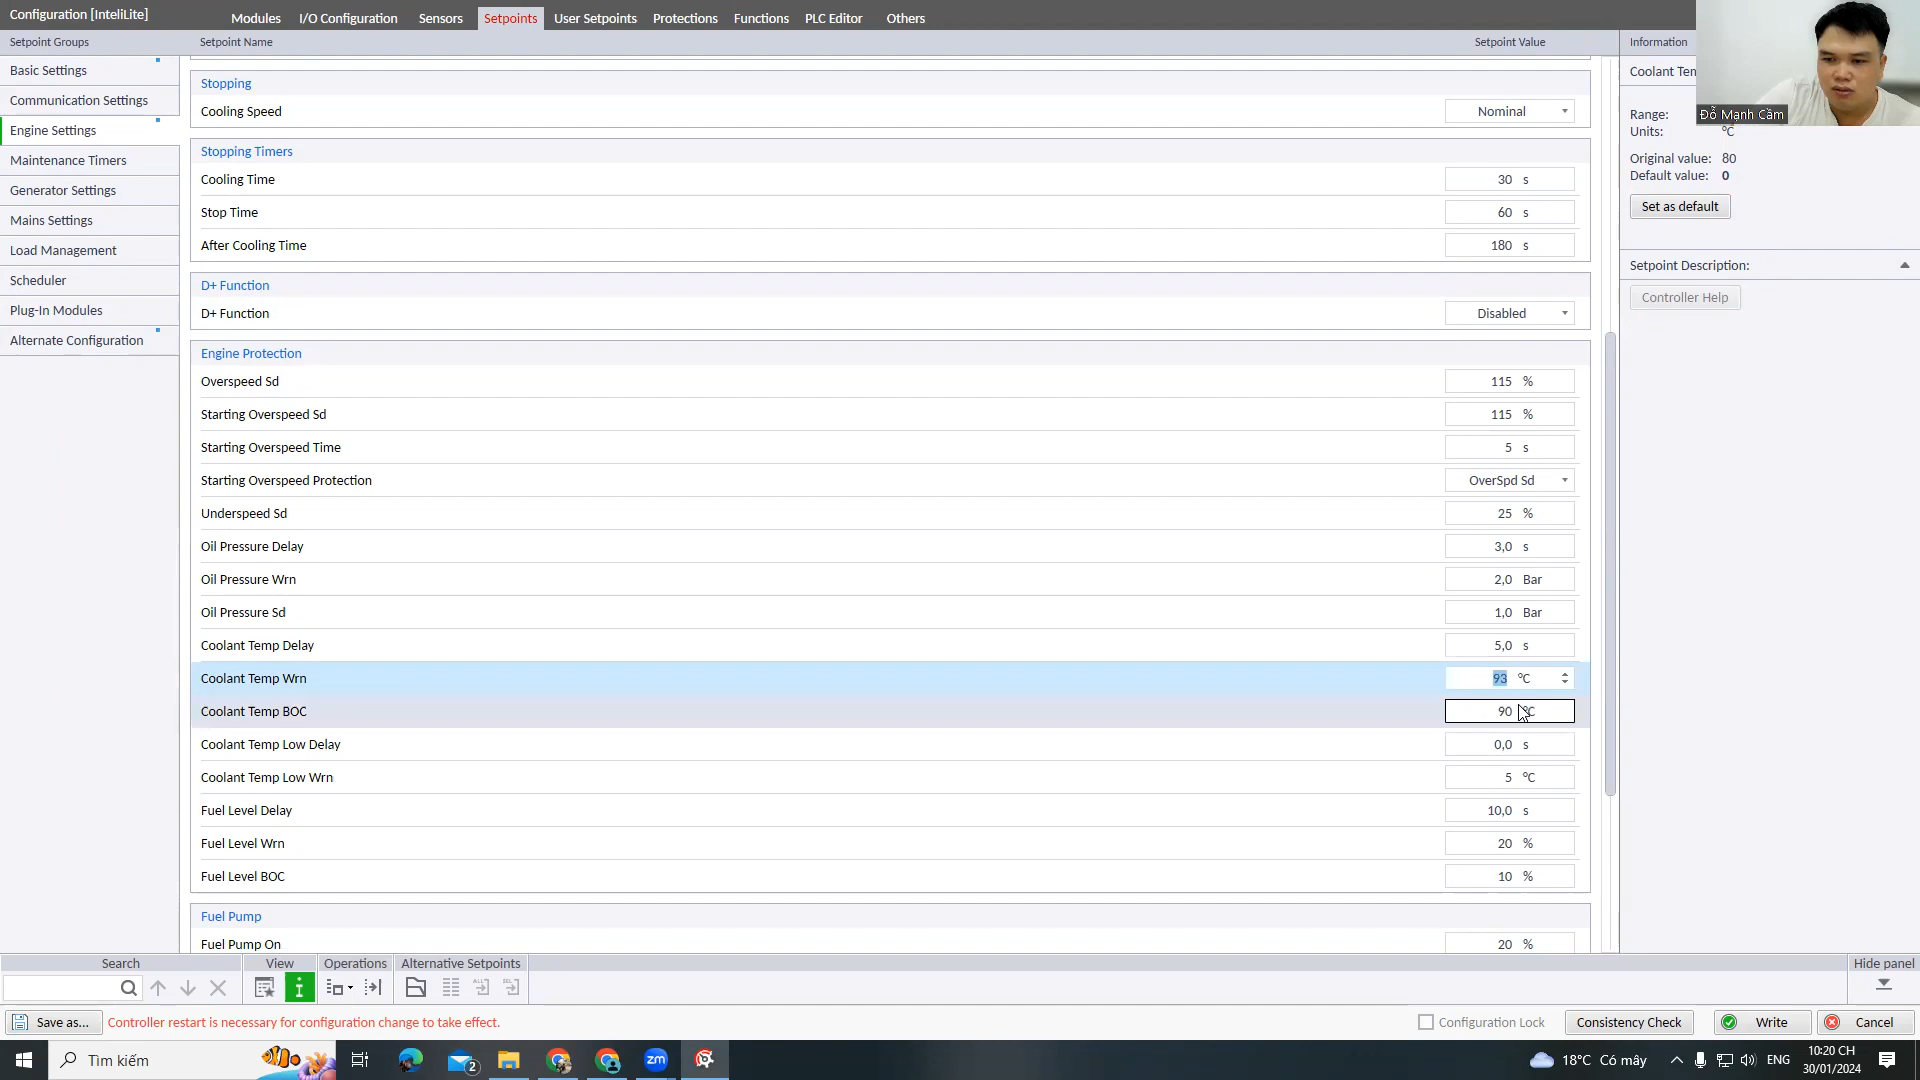 Configuration [InteliLite]
Modules
I/O Configuration
Sensors
Setpoints
User Setpoints
Protections
Functions
PLC Editor
Others
Setpoint Groups
Setpoint Name
Setpoint Value
Information
Basic Settings
Communication Settings
Engine Settings
Maintenance Timers
Generator Settings
Mains Settings
Load Management
Scheduler
Plug-In Modules
Alternate Configuration
Stopping
Cooling Speed Nominal
Stopping Timers
Cooling Time 30 s
Stop Time 60 s
After Cooling Time 180 s
D+ Function
D+ Function Disabled
Engine Protection
Overspeed Sd 115 %
Starting Overspeed Sd 115 %
Starting Overspeed Time 5 s
Starting Overspeed Protection OverSpd Sd
Underspeed Sd 25 %
Oil Pressure Delay 3,0 s
Oil Pressure Wrn 2,0 Bar
Oil Pressure Sd 1,0 Bar
Coolant Temp Delay 5,0 s
Coolant Temp Wrn 93 °C
Coolant Temp BOC 90 °C
Coolant Temp Low Delay 0,0 s
Coolant Temp Low Wrn 5 °C
Fuel Level Delay 10,0 s
Fuel Level Wrn 20 %
Fuel Level BOC 10 %
Fuel Pump
Fuel Pump On 20 %
Coolant
Đỗ Mạnh Cầm
Range:
Units: °C
Original value: 80
Default value: 0
Set as default
Setpoint Description:
Controller Help
Search
View
Operations
Alternative Setpoints
Hide panel
Save as...
Controller restart is necessary for configuration change to take effect.
Configuration Lock
Consistency Check
Write
Cancel
Tìm kiếm
2
zm
18°C Có mây
ENG
10:20 CH
30/01/2024